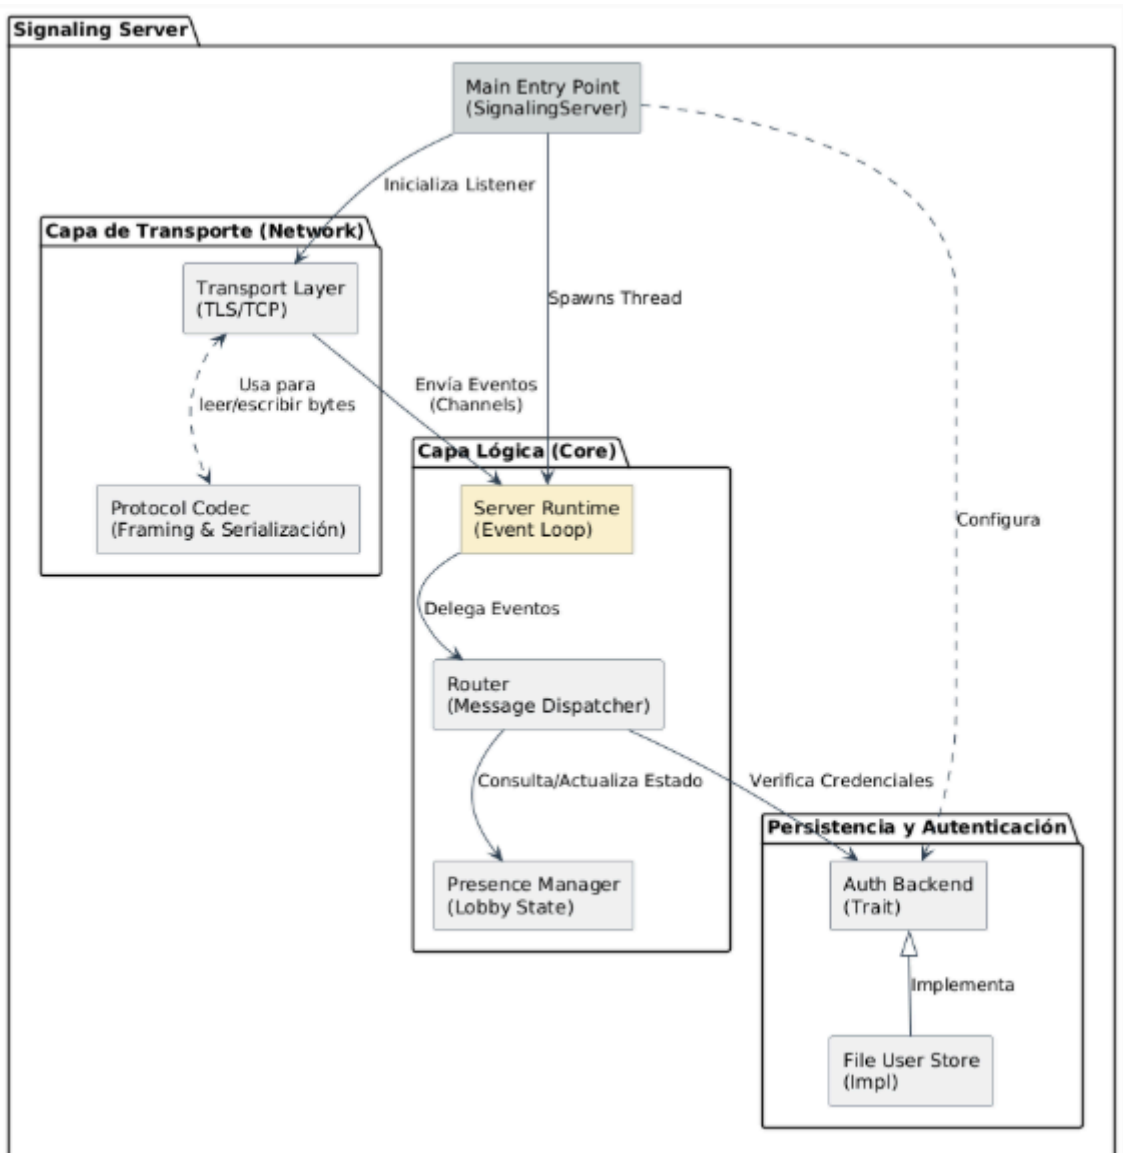 Signaling Server
Main Entry Point
(SignalingServer)
Inicializa Listener
Capa de Transporte (Network)
Transport Layer
(TLS/TCP)
Spawns Thread
Usa para
leer/escribir bytes
Envía Eventos
(Channels)
Capa Lógica (Core)
Protocol Codec
(Framing & Serialización)
Server Runtime
(Event Loop)
Configura
Delega Eventos
Router
(Message Dispatcher)
Consulta/Actualiza Estado
Verifica Credenciales
Persistencia y Autenticación
Presence Manager
(Lobby State)
Auth Backend
(Trait)
Implementa
File User Store
(Impl)